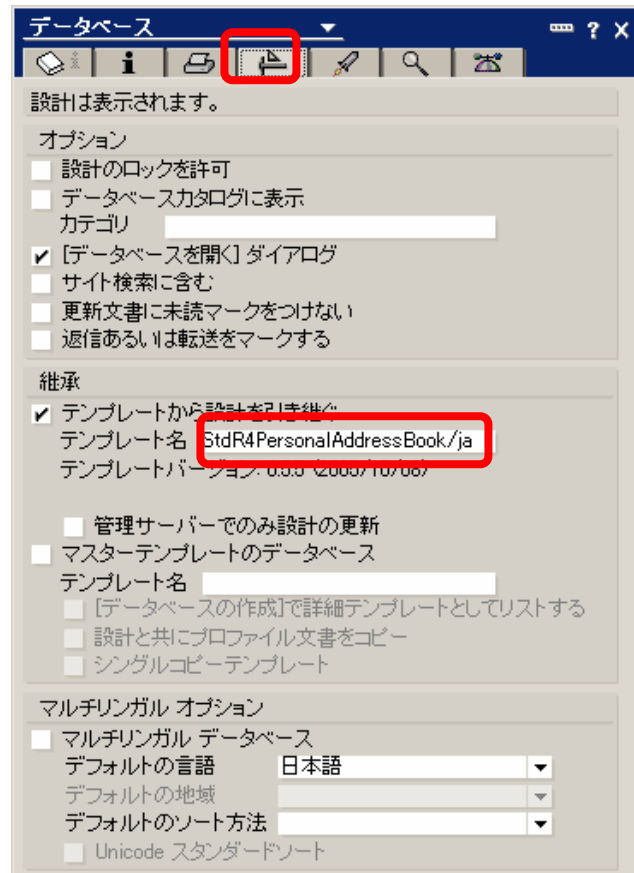 データベース
? X
i
設計は表示されます。
オプション
設計のロックを許可
データベースカタログに表示
カテゴリ
[データベースを開く] ダイアログ
サイト検索に含む
更新文書に未読マークをつけない
返信あるいは転送をマークする
継承
テンプレートから設計を引き継ぐ
テンプレート名 StdR4PersonalAddressBook/ja
テンプレートバージョン:
管理サーバーでのみ設計の更新
マスターテンプレートのデータベース
テンプレート名
[データベースの作成]で詳細テンプレートとしてリストする
設計と共にプロファイル文書をコピー
シングルコピーテンプレート
マルチリンガル オプション
マルチリンガル データベース
デフォルトの言語 日本語
デフォルトの地域
デフォルトのソート方法
Unicode スタンダードソート